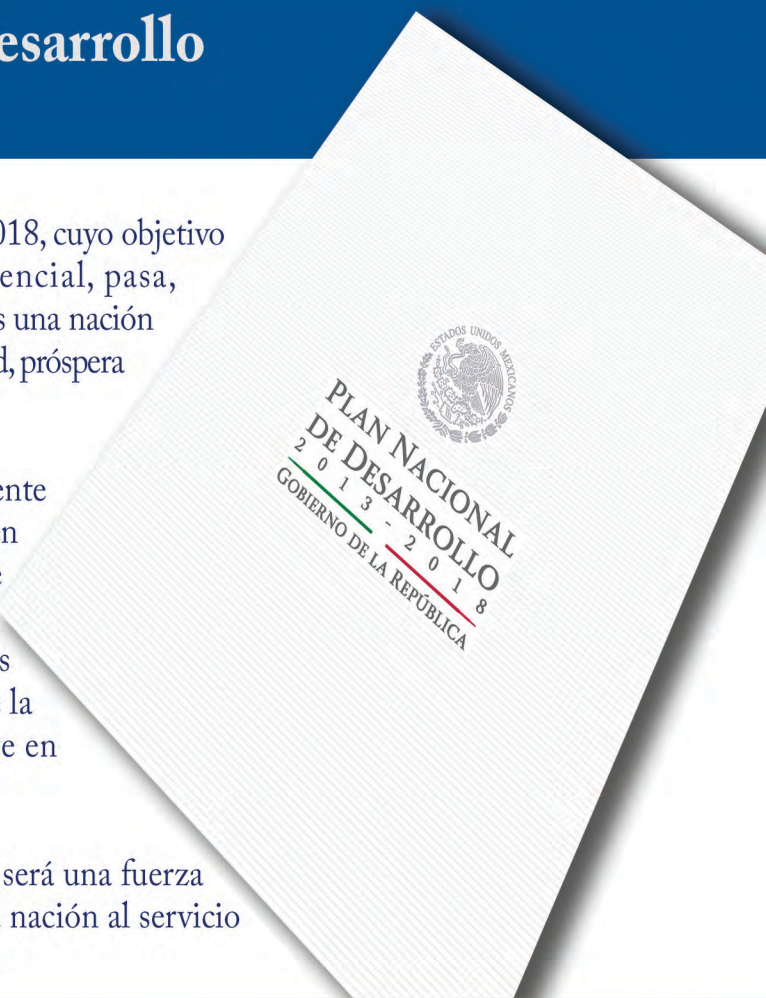 esarrollo
018, cuyo objetivo
encial, pasa,
s una nación
d, próspera
ente
en
e
s
la
e en
será una fuerza
nación al servicio
ESTADOS UNIDOS MEXICANOS
PLAN NACIONAL
DE DESARROLLO
2013-2018
GOBIERNO DE LA REPÚBLICA